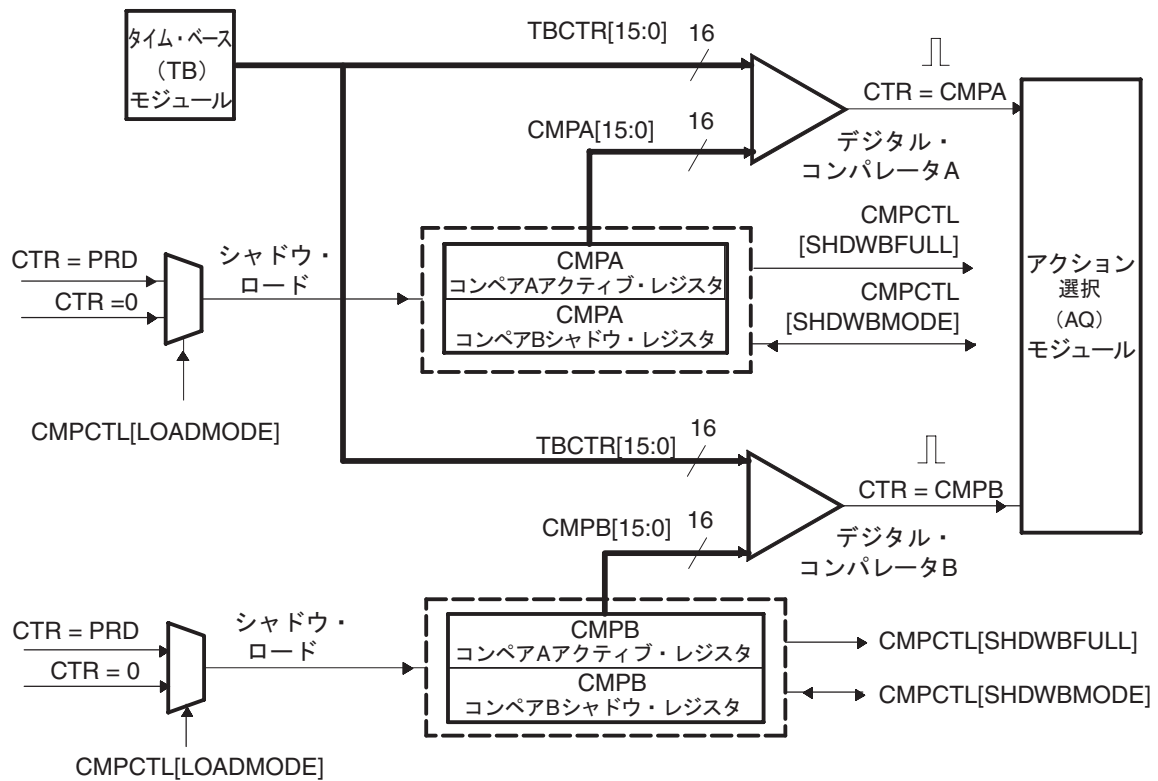 タイム・ベース
（TB）
モジュール
TBCTR[15:0]
16
CTR = CMPA
CMPA[15:0]
16
デジタル・
コンパレータA
CTR = PRD
CTR =0
シャドウ・
ロード
CMPA
コンペアAアクティブ・レジスタ
CMPA
コンペアBシャドウ・レジスタ
CMPCTL
[SHDWBFULL]
CMPCTL
[SHDWBMODE]
アクション
選択
（AQ）
モジュール
CMPCTL[LOADMODE]
TBCTR[15:0]
16
CTR = CMPB
CMPB[15:0]
16
デジタル・
コンパレータB
CTR = PRD
CTR = 0
シャドウ・
ロード
CMPB
コンペアAアクティブ・レジスタ
CMPB
コンペアBシャドウ・レジスタ
CMPCTL[SHDWBFULL]
CMPCTL[SHDWBMODE]
CMPCTL[LOADMODE]